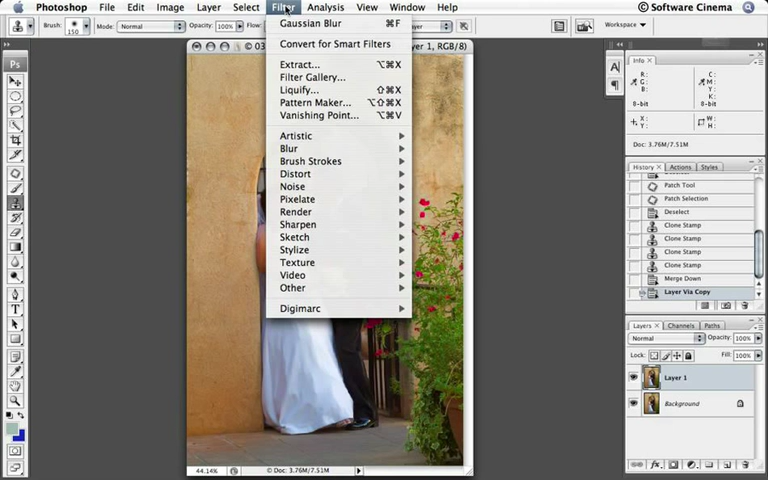 Photoshop File Edit Image Layer Select Filter Analysis View Window Help © Software Cinema
Brush: 150 Mode: Normal Opacity: 100% Flow: Workspace
© 03 er 1, RGB/8)
Gaussian Blur ⌘F
Convert for Smart Filters
Extract... ⌥⌘X
Filter Gallery...
Liquify... ⇧⌘X
Pattern Maker... ⌥⇧⌘X
Vanishing Point... ⌥⌘V
Artistic
Blur
Brush Strokes
Distort
Noise
Pixelate
Render
Sharpen
Sketch
Stylize
Texture
Video
Other
Digimarc
44.14% © Doc: 3.76M/7.51M
Ps
A
Info
R: C:
G: M:
B: Y:
K:
8-bit 8-bit
X: W:
Y: H:
Doc: 3.76M/7.51M
History Actions Styles
Patch Tool
Patch Selection
Deselect
Clone Stamp
Clone Stamp
Clone Stamp
Clone Stamp
Merge Down
Layer Via Copy
Layers Channels Paths
Normal Opacity: 100%
Lock: Fill: 100%
Layer 1
Background